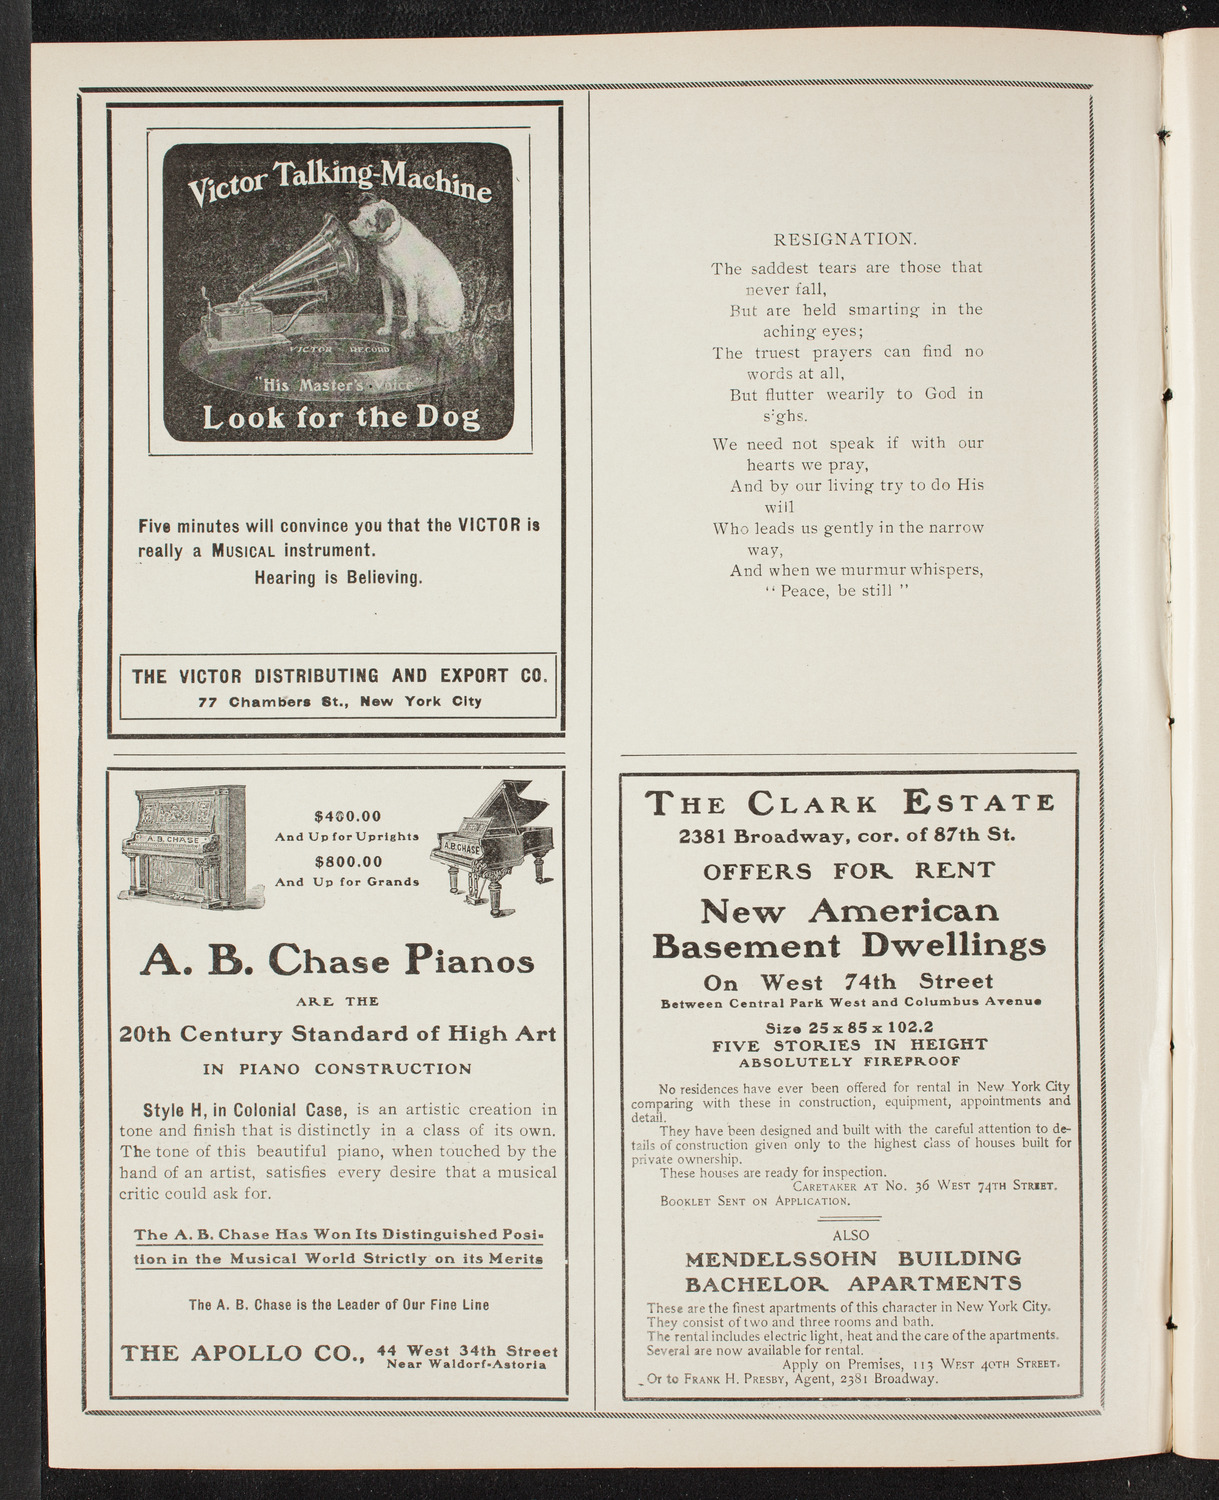 Victor Talking-Machine
VICTOR RECORD
"His Master's Voice"
Look for the Dog
Five minutes will convince you that the VICTOR is
really a MUSICAL instrument.
Hearing is Believing.
THE VICTOR DISTRIBUTING AND EXPORT CO.
77 Chambers St., New York City
A. B. CHASE
$400.00
And Up for Uprights
$800.00
And Up for Grands
A.B.CHASE
A. B. Chase Pianos
ARE THE
20th Century Standard of High Art
IN PIANO CONSTRUCTION
Style H, in Colonial Case, is an artistic creation in
tone and finish that is distinctly in a class of its own.
The tone of this beautiful piano, when touched by the
hand of an artist, satisfies every desire that a musical
critic could ask for.
The A. B. Chase Has Won Its Distinguished Posi-
tion in the Musical World Strictly on its Merits
The A. B. Chase is the Leader of Our Fine Line
THE APOLLO CO., 44 West 34th Street
Near Waldorf-Astoria
RESIGNATION.
The saddest tears are those that
never fall,
But are held smarting in the
aching eyes;
The truest prayers can find no
words at all,
But flutter wearily to God in
sighs.
We need not speak if with our
hearts we pray,
And by our living try to do His
will
Who leads us gently in the narrow
way,
And when we murmur whispers,
"Peace, be still"
THE CLARK ESTATE
2381 Broadway, cor. of 87th St.
OFFERS FOR RENT
New American
Basement Dwellings
On West 74th Street
Between Central Park West and Columbus Avenue
Size 25 x 85 x 102.2
FIVE STORIES IN HEIGHT
ABSOLUTELY FIREPROOF
No residences have ever been offered for rental in New York City
comparing with these in construction, equipment, appointments and
detail.
They have been designed and built with the careful attention to de-
tails of construction given only to the highest class of houses built for
private ownership.
These houses are ready for inspection.
CARETAKER AT No. 36 WEST 74TH STREET.
BOOKLET SENT ON APPLICATION.
ALSO
MENDELSSOHN BUILDING
BACHELOR APARTMENTS
These are the finest apartments of this character in New York City.
They consist of two and three rooms and bath.
The rental includes electric light, heat and the care of the apartments.
Several are now available for rental.
Apply on Premises, 113 WEST 40TH STREET.
Or to FRANK H. PRESBY, Agent, 2381 Broadway.